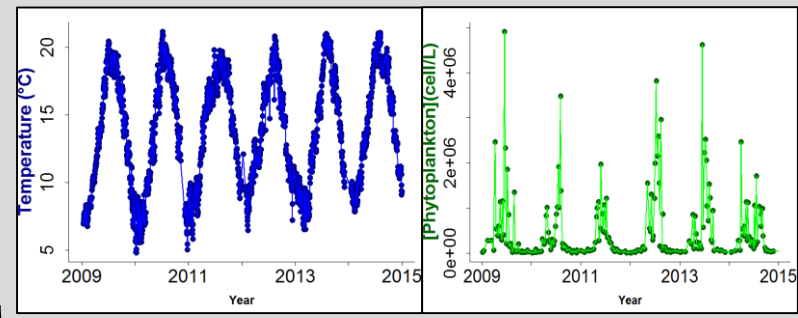 Temperature (°C)
20
15
10
5
2009
2011
2013
2015
Year
[Phytoplankton](cell/L)
4e+06
2e+06
0e+00
2009
2011
2013
2015
Year